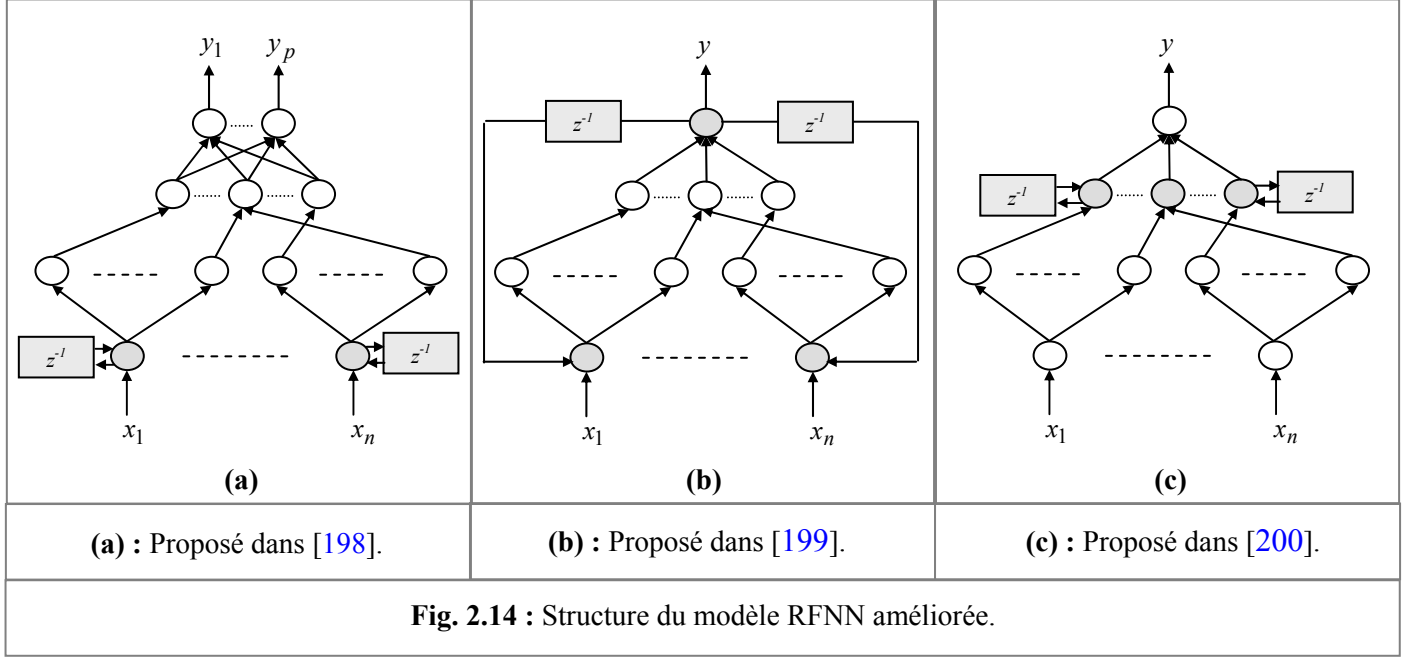 y1 yp
z-1 z-1
x1 xn
(a)
y
z-1 z-1
x1 xn
(b)
y
z-1 z-1
x1 xn
(c)
(a) : Proposé dans [198].
(b) : Proposé dans [199].
(c) : Proposé dans [200].
Fig. 2.14 : Structure du modèle RFNN améliorée.